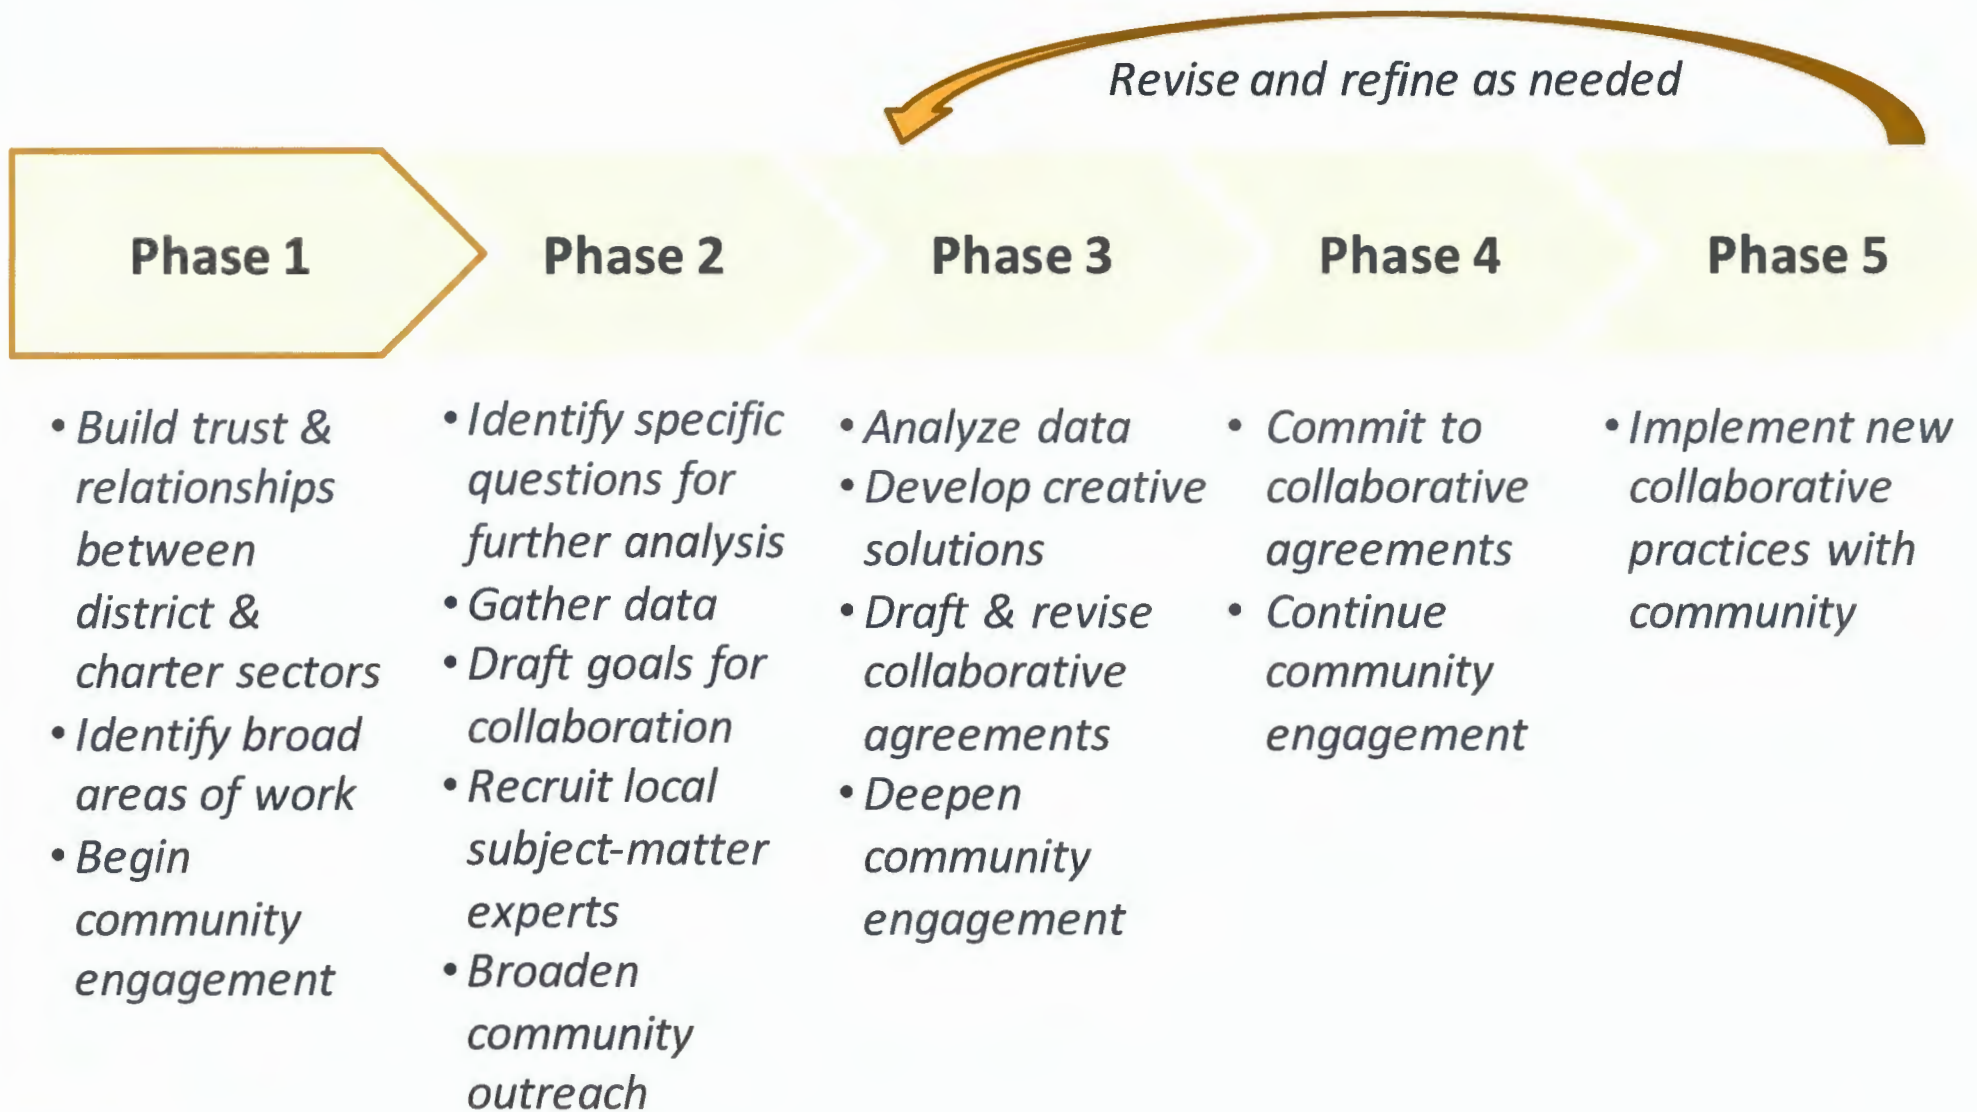 Revise and refine as needed
Phase 1
Phase 2
Phase 3
Phase 4
Phase 5
• Build trust &
relationships
between
district &
charter sectors
• Identify broad
areas of work
• Begin
community
engagement
• Identify specific
questions for
further analysis
• Gather data
• Draft goals for
collaboration
• Recruit local
subject-matter
experts
• Broaden
community
outreach
• Analyze data
• Develop creative
solutions
• Draft & revise
collaborative
agreements
• Deepen
community
engagement
• Commit to
collaborative
agreements
• Continue
community
engagement
• Implement new
collaborative
practices with
community